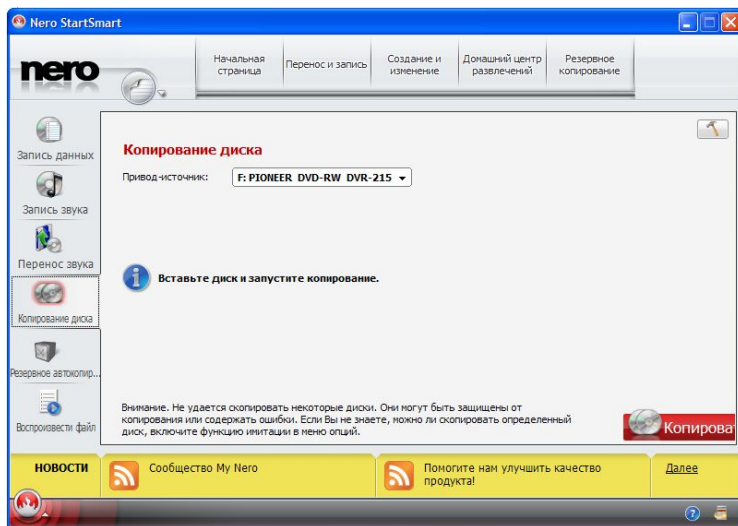 Nero StartSmart
nero
Начальная
страница
Перенос и запись
Создание и
изменение
Домашний центр
развлечений
Резервное
копирование
Запись данных
Запись звука
Перенос звука
Копирование диска
Резервное автокопир...
Воспроизвести файл
Копирование диска
Привод-источник:
F: PIONEER DVD-RW DVR-215
Вставьте диск и запустите копирование.
Внимание. Не удается скопировать некоторые диски. Они могут быть защищены от
копирования или содержать ошибки. Если Вы не знаете, можно ли скопировать определенный
диск, включите функцию имитации в меню опций.
Копироват
НОВОСТИ
Сообщество My Nero
Помогите нам улучшить качество
продукта!
Далее